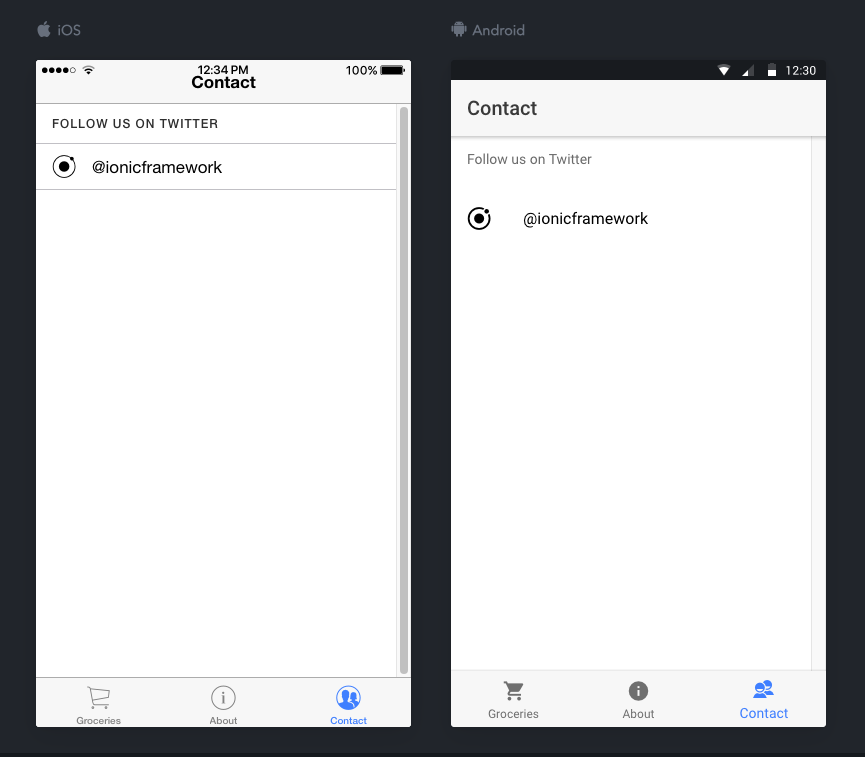 iOS
12:34 PM
100%
Contact
FOLLOW US ON TWITTER
@ionicframework
Groceries
About
Contact
Android
12:30
Contact
Follow us on Twitter
@ionicframework
Groceries
About
Contact